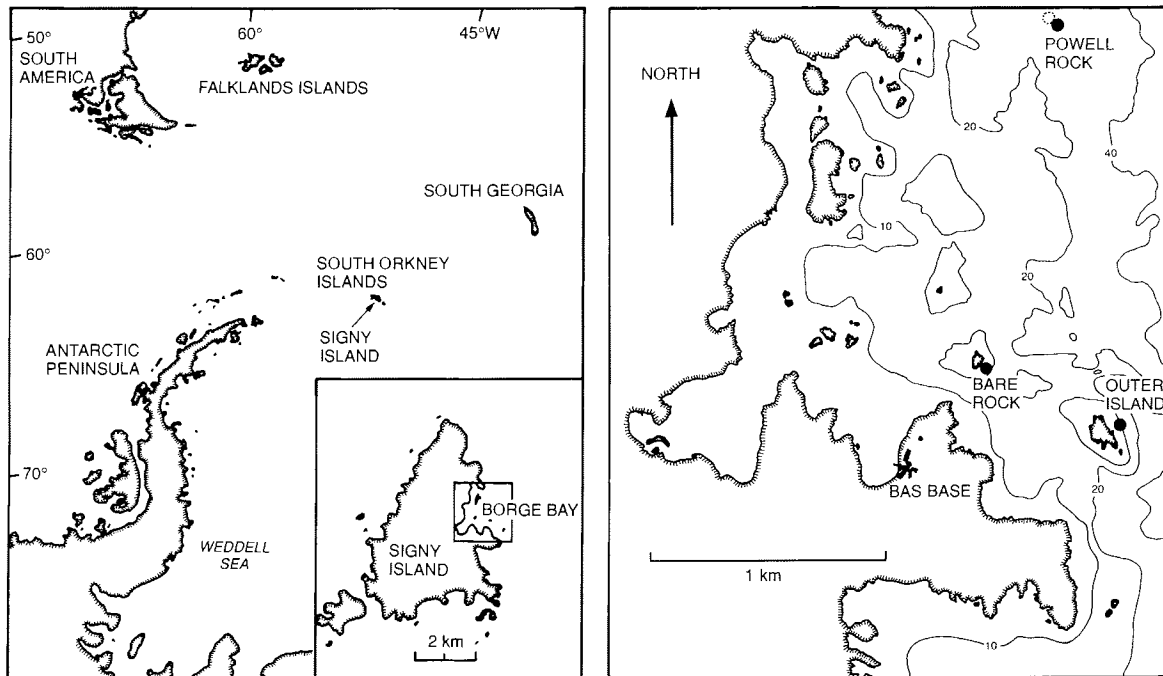 50°
60°
45°W
SOUTH
AMERICA
FALKLANDS ISLANDS
SOUTH GEORGIA
60°
SOUTH ORKNEY
ISLANDS
SIGNY
ISLAND
ANTARCTIC
PENINSULA
70°
WEDDELL
SEA
BORGE BAY
SIGNY
ISLAND
2 km
NORTH
POWELL
ROCK
20
40
10
20
BARE
ROCK
OUTER
ISLAND
BAS BASE
20
1 km
10